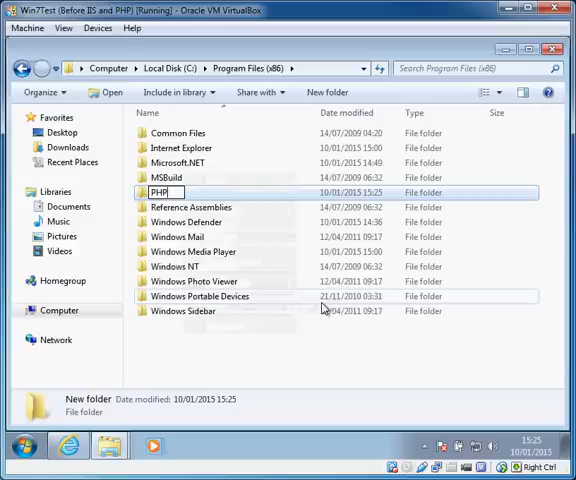 Win7Test (Before IIS and PHP) [Running] - Oracle VM VirtualBox
Machine View Devices Help
Computer Local Disk (C:) Program Files (x86) Search Program Files (x86)
Organize Open Include in library Share with New folder
Name Date modified Type Size
Favorites
Desktop
Downloads
Recent Places
Libraries
Documents
Music
Pictures
Videos
Homegroup
Computer
Network
Common Files 14/07/2009 04:20 File folder
Internet Explorer 10/01/2015 15:00 File folder
Microsoft.NET 10/01/2015 14:49 File folder
MSBuild 14/07/2009 06:32 File folder
PHP 10/01/2015 15:25 File folder
Reference Assemblies 14/07/2009 06:32 File folder
Windows Defender 10/01/2015 14:36 File folder
Windows Mail 12/04/2011 09:17 File folder
Windows Media Player 10/01/2015 15:00 File folder
Windows NT 14/07/2009 06:32 File folder
Windows Photo Viewer 12/04/2011 09:17 File folder
Windows Portable Devices 21/11/2010 03:31 File folder
Windows Sidebar /04/2011 09:17 File folder
New folder Date modified: 10/01/2015 15:25
File folder
15:25
10/01/2015
Right Ctrl